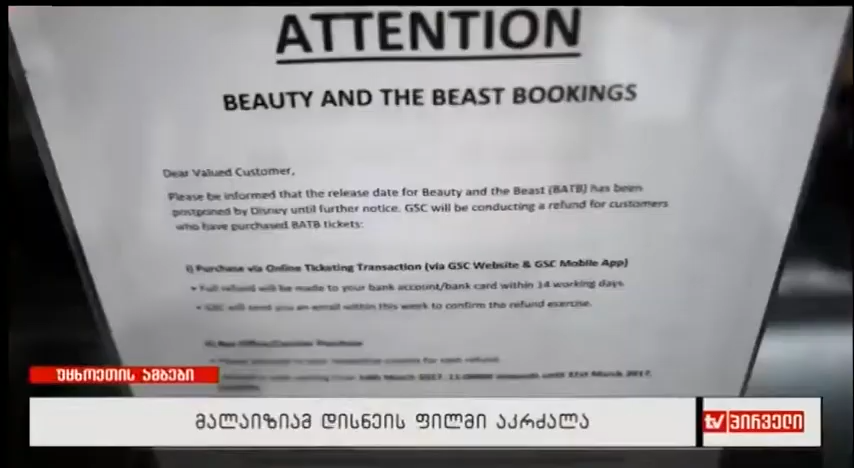 ATTENTION
BEAUTY AND THE BEAST BOOKINGS
Dear Valued Customer,
Please be informed that the release date for Beauty and the Beast (BATB) has been
postponed by Disney until further notice. GSC will be conducting a refund for customers
who have purchased BATB tickets:
i) Purchase via Online Ticketing Transaction (via GSC Website & GSC Mobile App)
• Full refund will be made to your bank account/bank card within 14 working days.
• GSC will send you an email within this week to confirm the refund exercise.
უცხოეთის ამბები
მალაიზიამ დისნეის ფილმი აკრძალა
tv პირველი